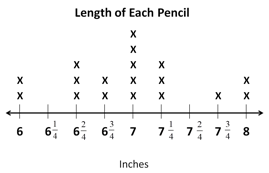 Length of Each Pencil
X
X
X X X
X X X X X X
X X X X X X X X
6 6 1/4 6 2/4 6 3/4 7 7 1/4 7 2/4 7 3/4 8
Inches